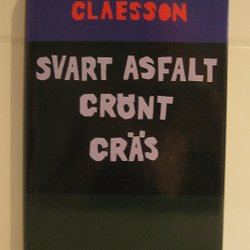 CLAESSON
SVART ASFALT
GRÖNT
GRÄS